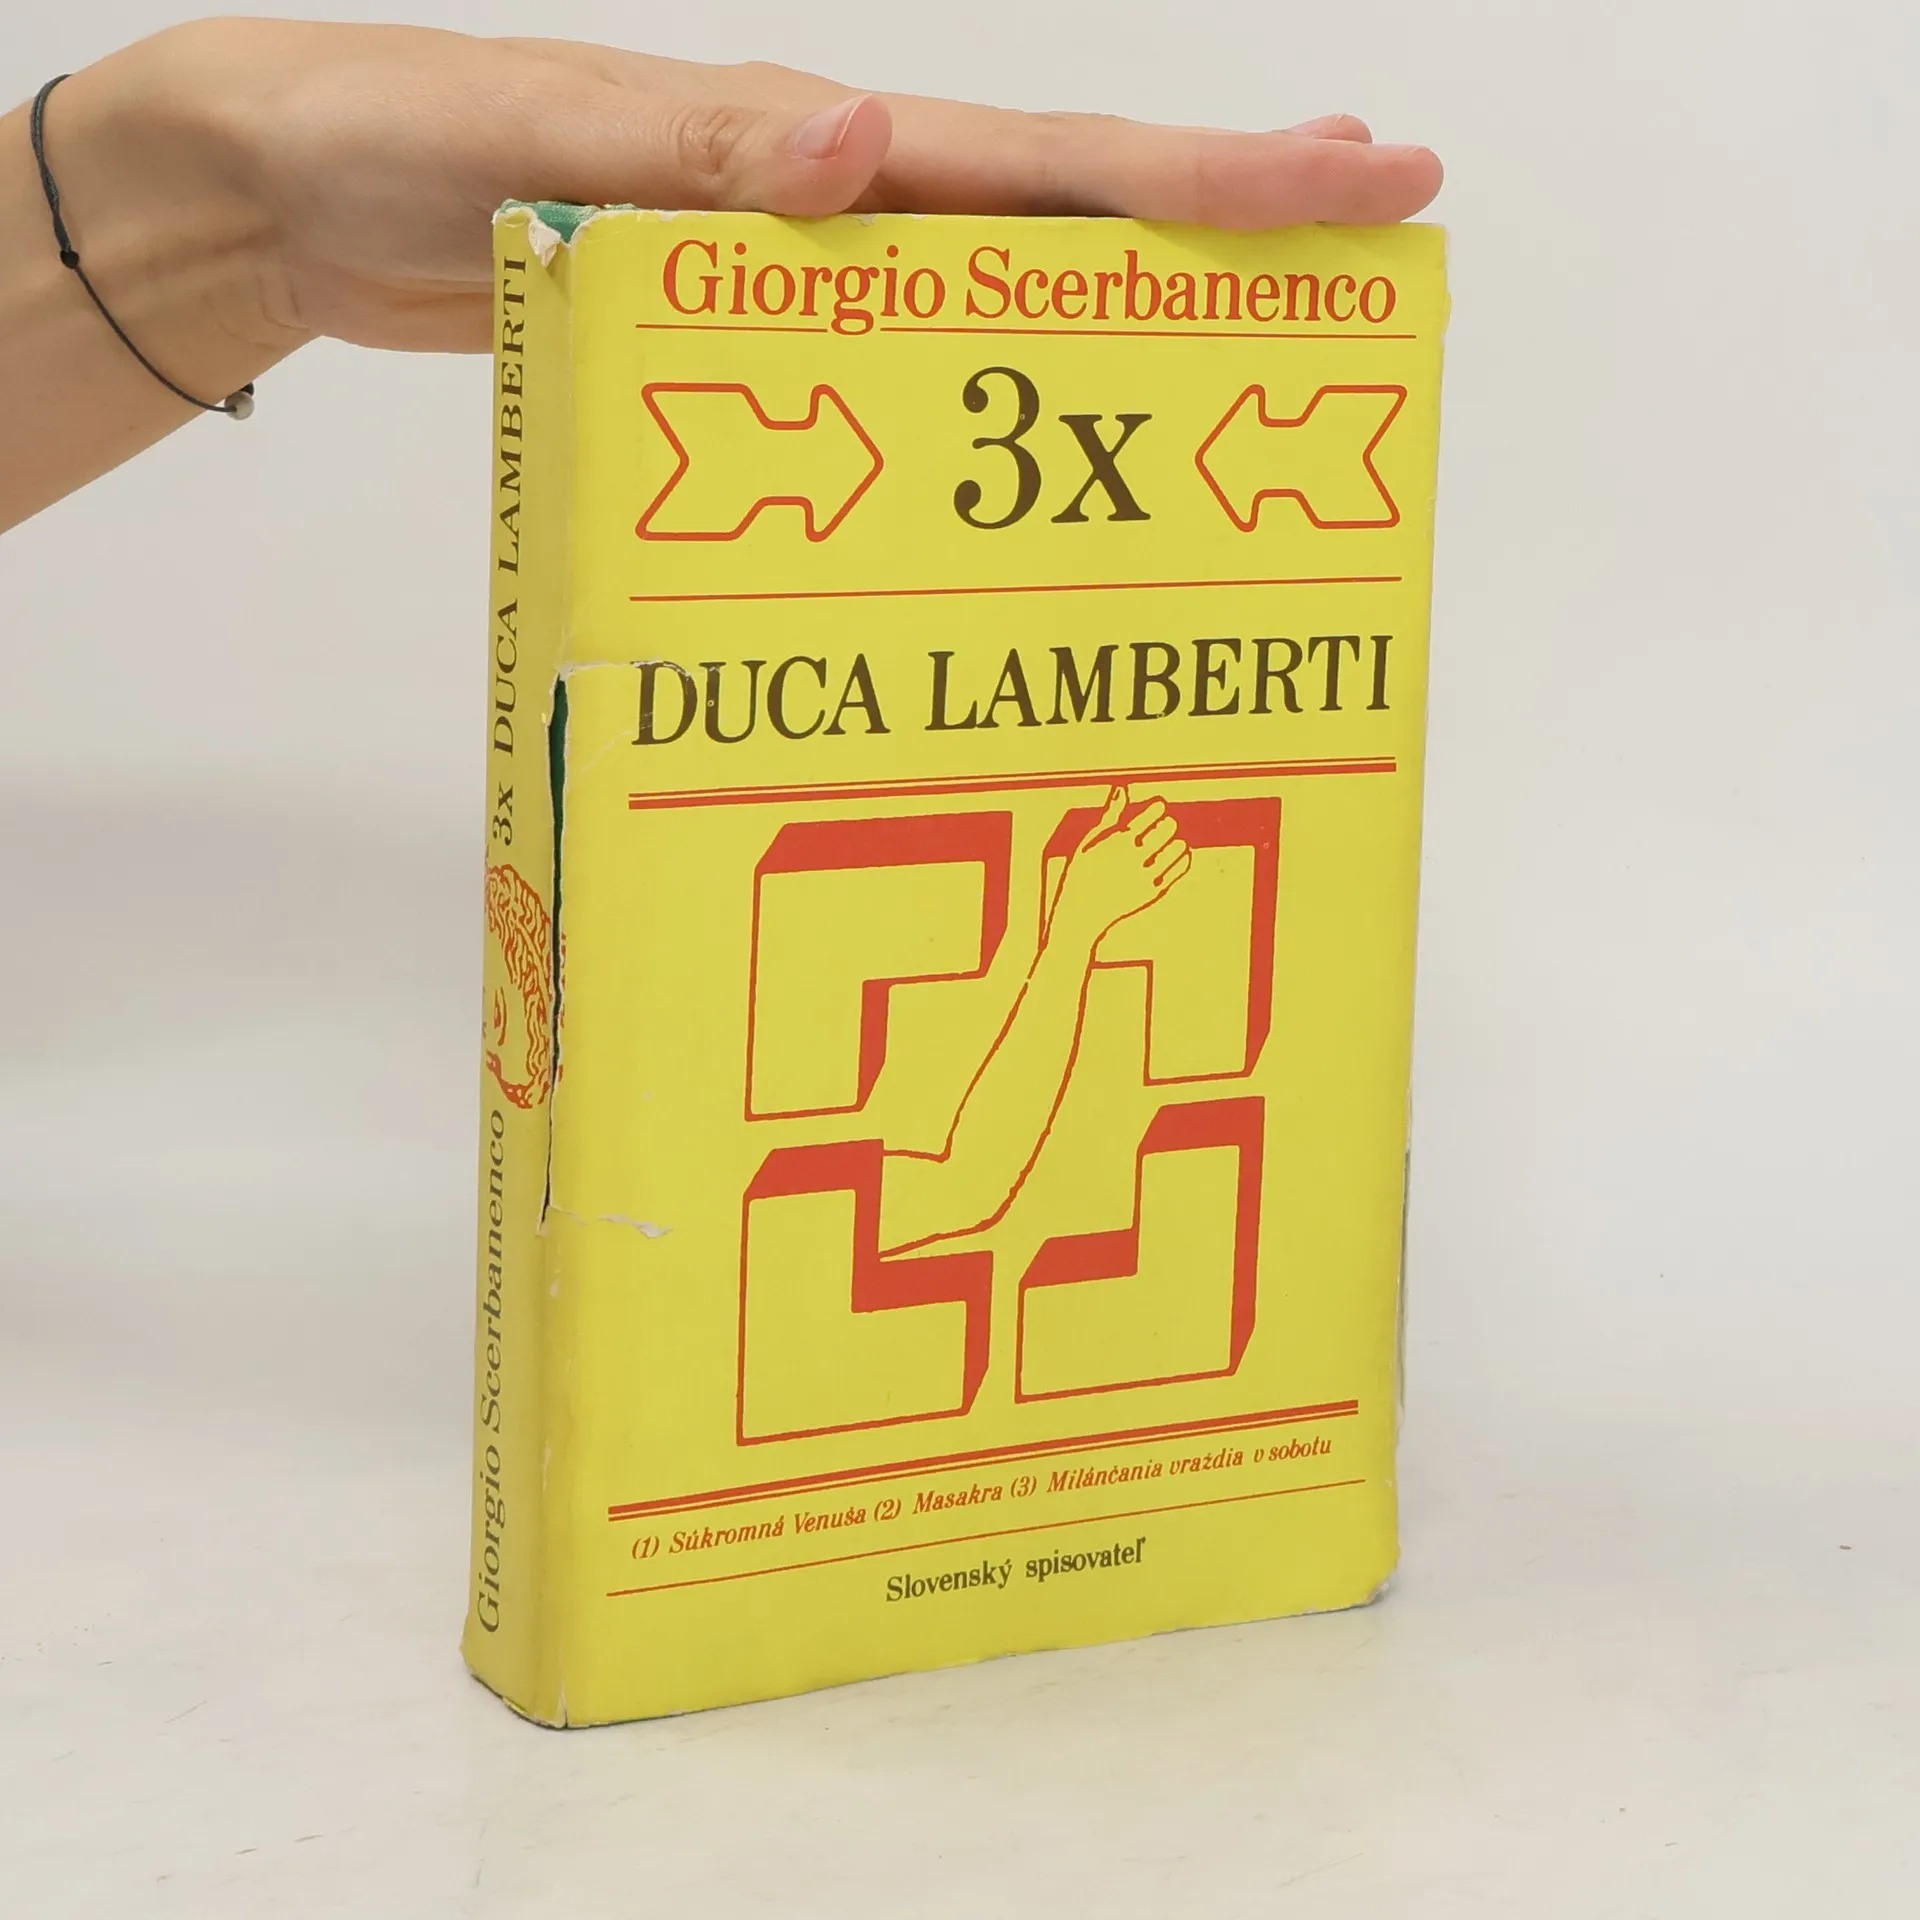 Giorgio Scerbanenco
3x
DUCA LAMBERTI
(1) Súkromná Venuša (2) Masakra (3) Milánčania vraždia v sobotu
Slovenský spisovateľ
Giorgio Scerbanenco 3x DUCA LAMBERTI